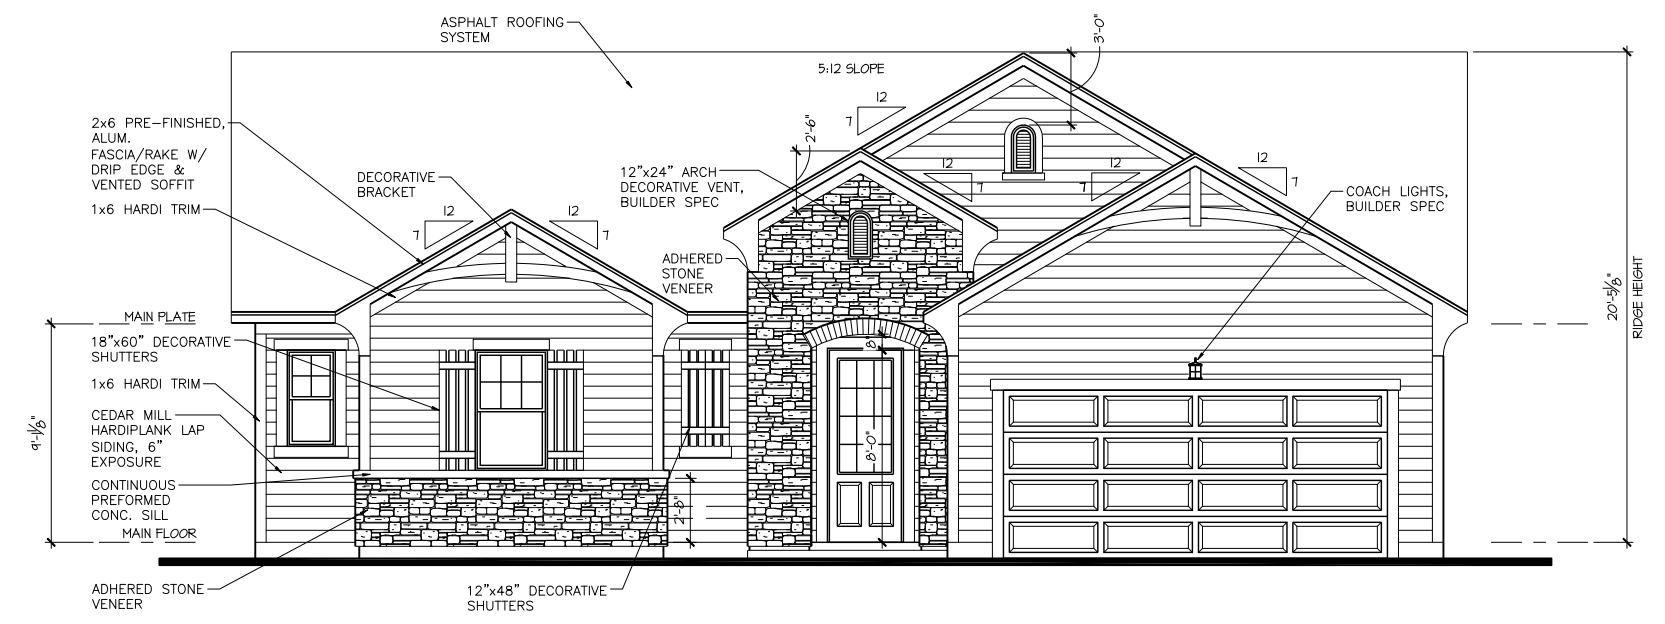 ASPHALT ROOFING
SYSTEM
3'-0"
5:12 SLOPE
12
7
2'-6"
2x6 PRE-FINISHED,
ALUM.
FASCIA/RAKE W/
DRIP EDGE &
VENTED SOFFIT
DECORATIVE
BRACKET
12"x24" ARCH
DECORATIVE VENT,
BUILDER SPEC
12
7
12
7
12
7
COACH LIGHTS,
BUILDER SPEC
1x6 HARDI TRIM
12
7
12
7
ADHERED
STONE
VENEER
20'-5⅛"
RIDGE HEIGHT
MAIN PLATE
18"x60" DECORATIVE
SHUTTERS
8"
1x6 HARDI TRIM
9'-1⅛"
CEDAR MILL
HARDIPLANK LAP
SIDING, 6"
EXPOSURE
8'-0"
CONTINUOUS
PREFORMED
CONC. SILL
2'-8"
MAIN FLOOR
ADHERED STONE
VENEER
12"x48" DECORATIVE
SHUTTERS